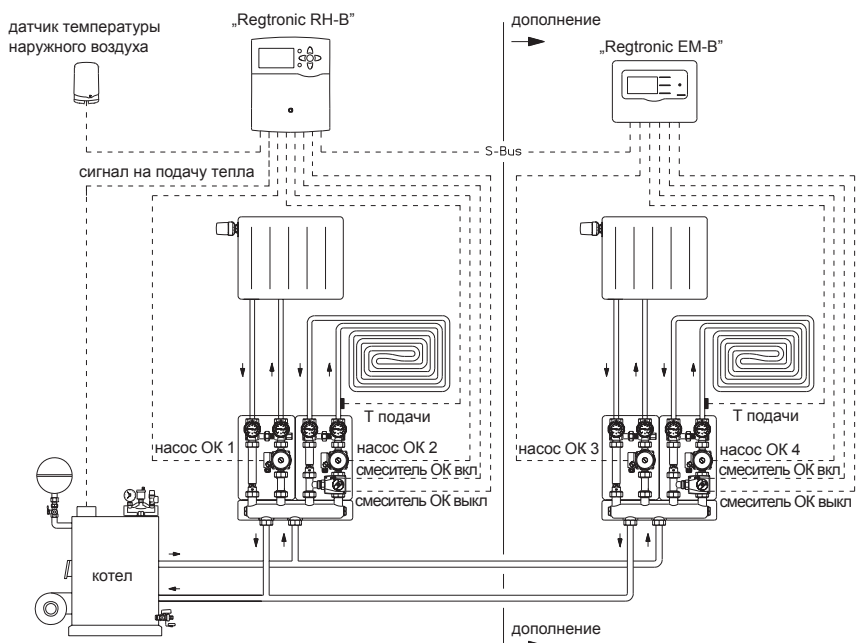 датчик температуры
наружного воздуха
„Regtronic RH-B”
дополнение
„Regtronic EM-B”
S-Bus
сигнал на подачу тепла
T подачи
T подачи
насос ОК 1
насос ОК 2
смеситель ОК вкл
смеситель ОК выкл
насос ОК 3
насос ОК 4
смеситель ОК вкл
смеситель ОК выкл
котел
дополнение